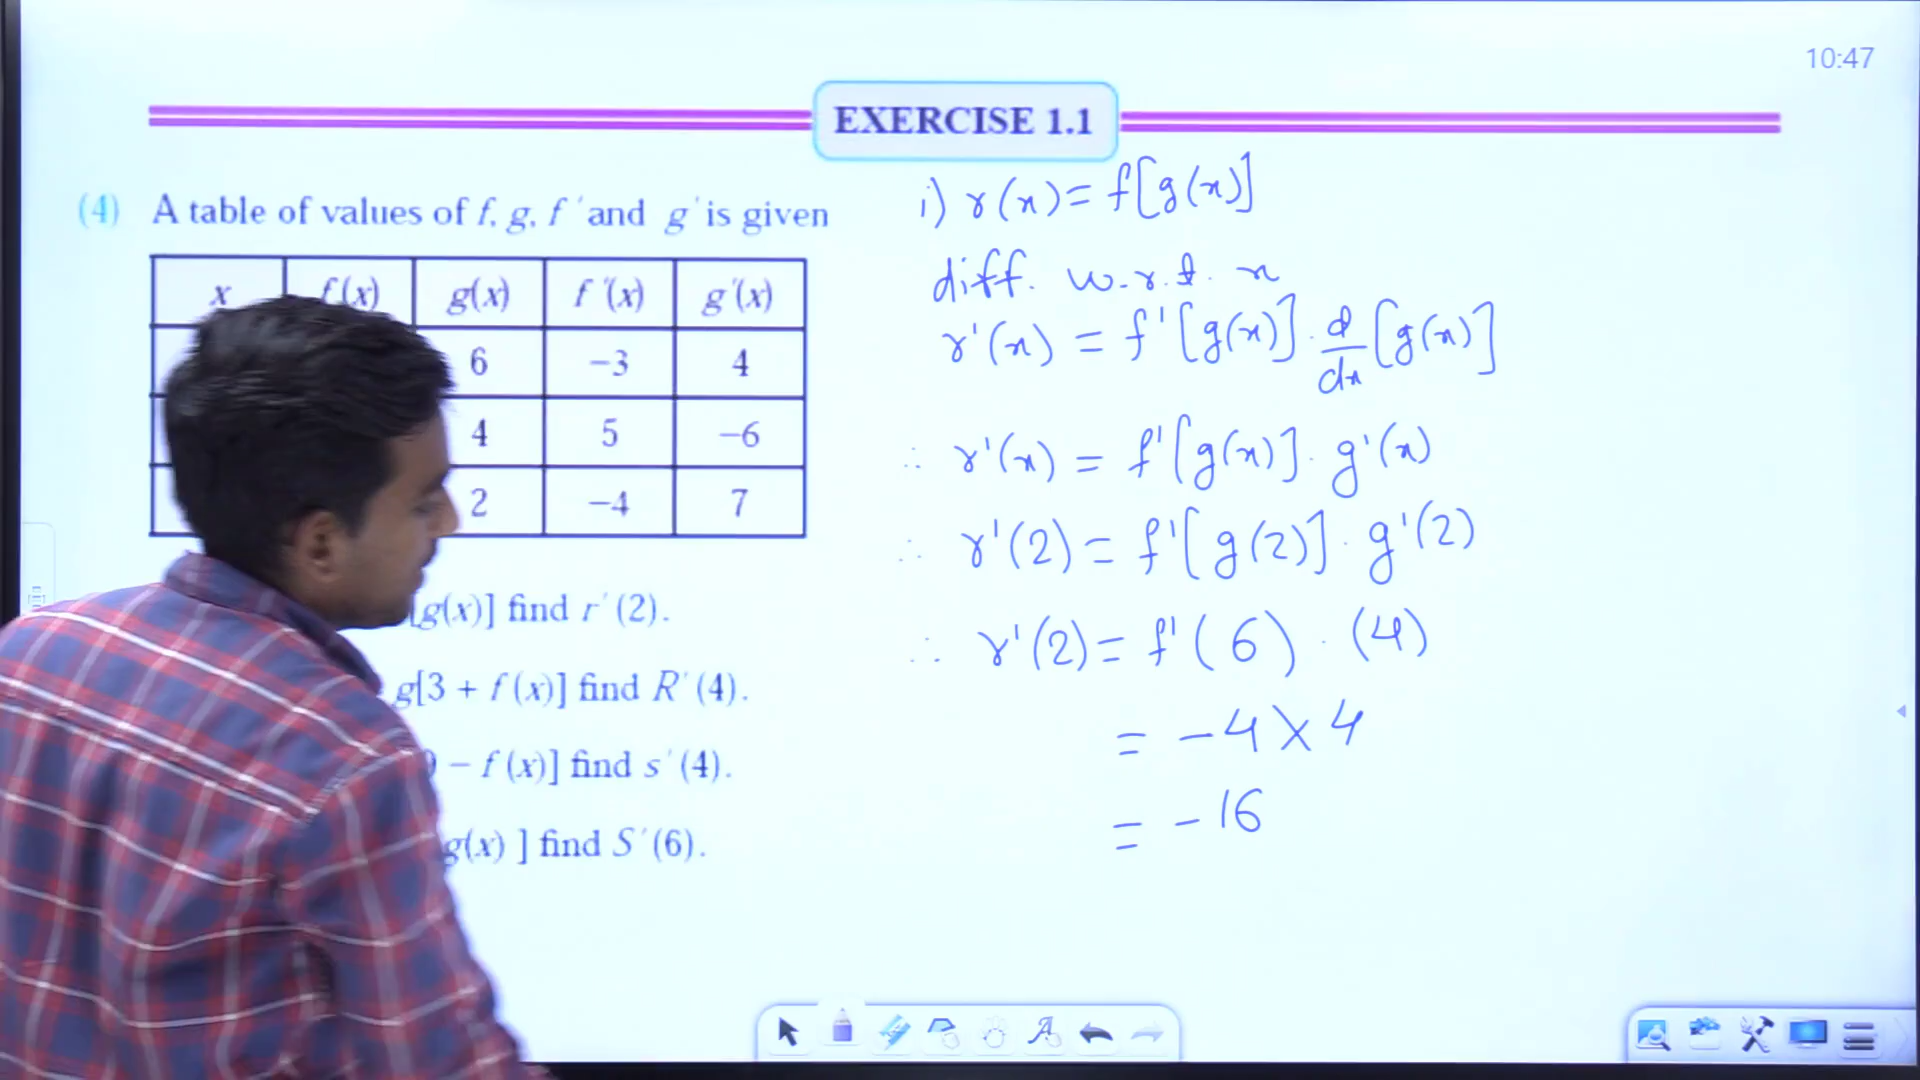 10:47
EXERCISE 1.1
(4) A table of values of f, g, f ′ and g′ is given
x f (x) g(x) f ′(x) g′(x)
6 −3 4
4 5 −6
2 −4 7
g(x)] find r′ (2).
g[3 + f (x)] find R′ (4).
− f (x)] find s′ (4).
g(x) ] find S′ (6).
i) r(x) = f[g(x)]
diff. w.r.t. x
r'(x) = f'[g(x)] · d/dx [g(x)]
∴ r'(x) = f'[g(x)] · g'(x)
∴ r'(2) = f'[g(2)] · g'(2)
∴ r'(2) = f'(6) · (4)
= -4 × 4
= -16